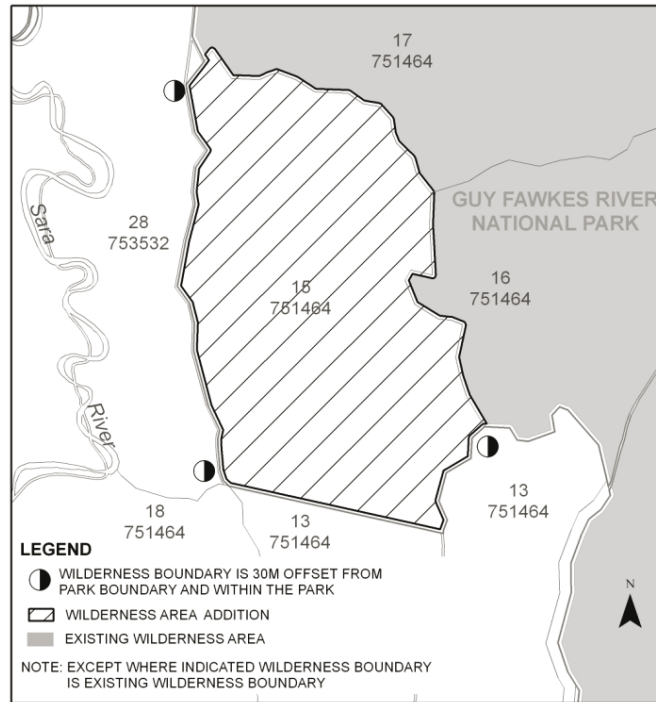 17
751464
GUY FAWKES RIVER
NATIONAL PARK
Sara
28
753532
15
751464
16
751464
River
18
751464
13
751464
13
751464
LEGEND
WILDERNESS BOUNDARY IS 30M OFFSET FROM
PARK BOUNDARY AND WITHIN THE PARK
WILDERNESS AREA ADDITION
EXISTING WILDERNESS AREA
NOTE: EXCEPT WHERE INDICATED WILDERNESS BOUNDARY
IS EXISTING WILDERNESS BOUNDARY
N